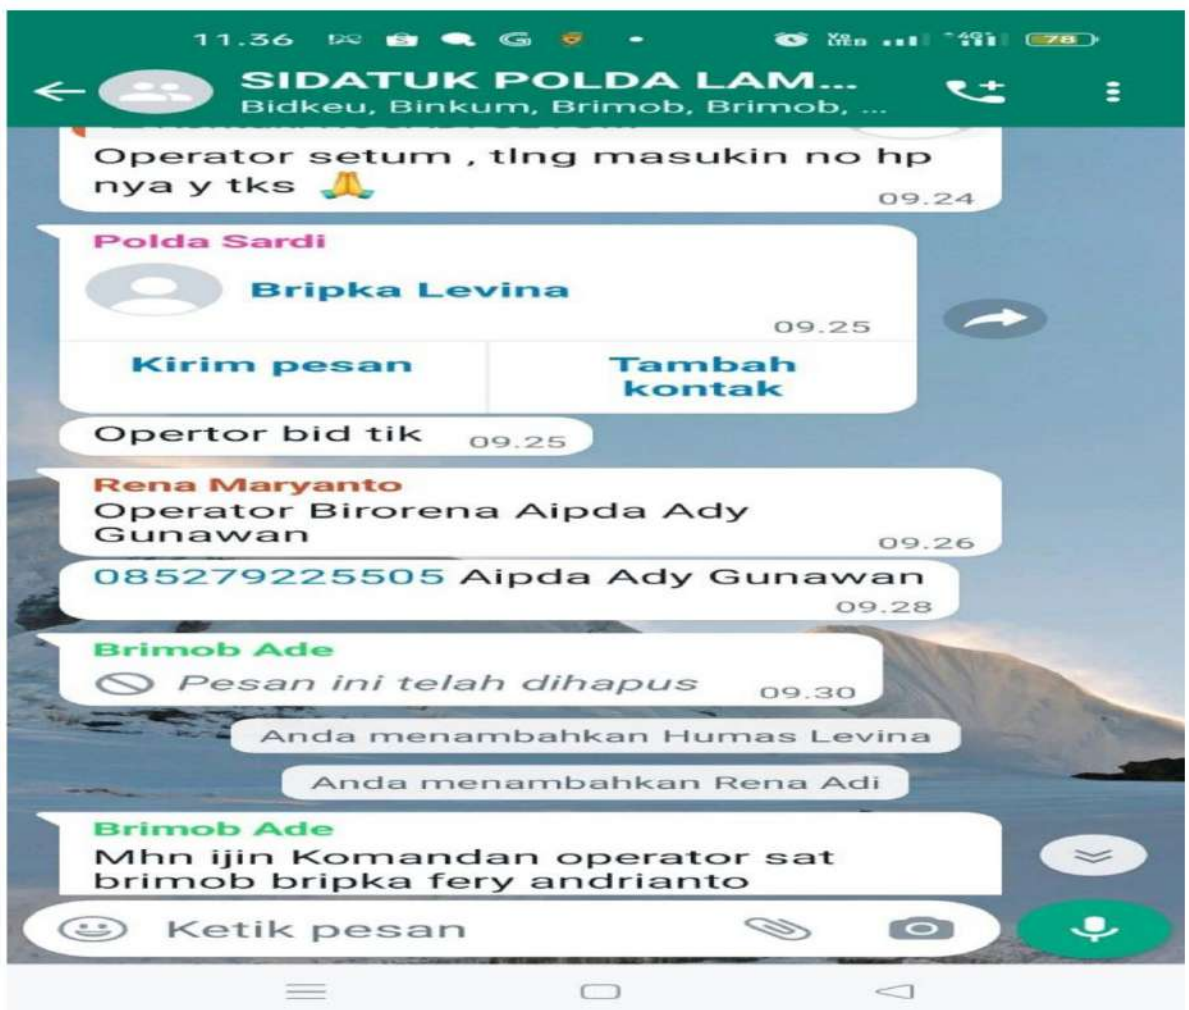 11.36
78
SIDATUK POLDA LAM...
Bidkeu, Binkum, Brimob, Brimob, ...
Operator setum , tlng masukin no hp
nya y tks 🙏
09.24
Polda Sardi
Bripka Levina
09.25
Kirim pesan
Tambah
kontak
Opertor bid tik 09.25
Rena Maryanto
Operator Birorena Aipda Ady
Gunawan
09.26
085279225505 Aipda Ady Gunawan
09.28
Brimob Ade
Pesan ini telah dihapus 09.30
Anda menambahkan Humas Levina
Anda menambahkan Rena Adi
Brimob Ade
Mhn ijin Komandan operator sat
brimob bripka fery andrianto
Ketik pesan